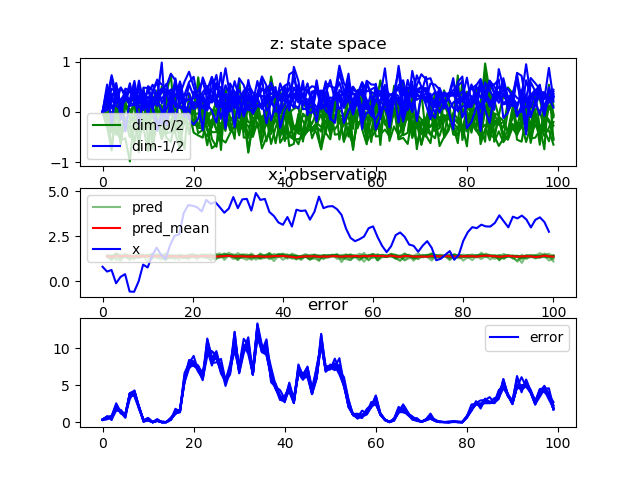 z: state space
1
0
−1
dim-0/2
dim-1/2
0 20 40 60 80 100
x: observation
5.0
2.5
0.0
pred
pred_mean
x
0 20 40 60 80 100
error
10
5
0
error
0 20 40 60 80 100